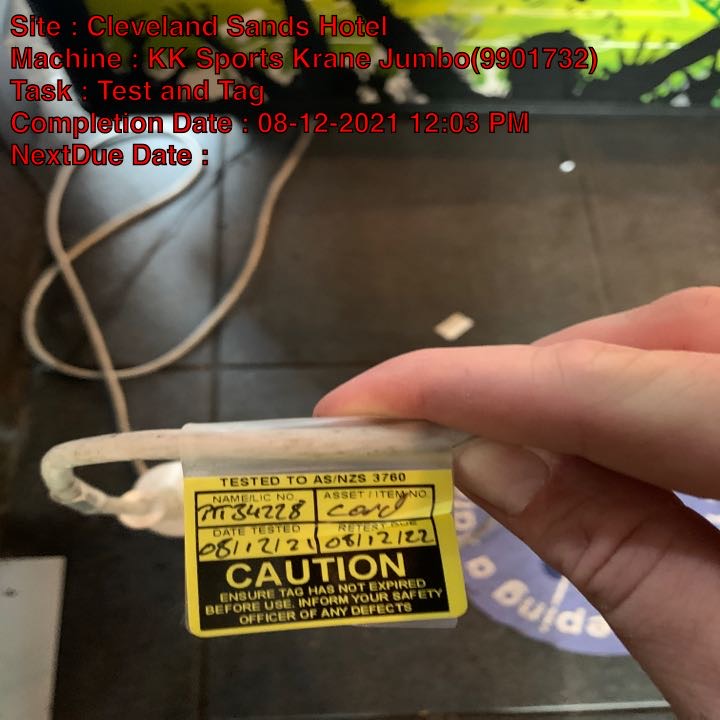 Site : Cleveland Sands Hotel
Machine : KK Sports Krane Jumbo(9901732)
Task : Test and Tag
Completion Date : 08-12-2021 12:03 PM
NextDue Date :
TESTED TO AS/NZS 3760
NAME/LIC NO ASSET / ITEM NO
34228 Cord
DATE TESTED RETEST DUE
08/12/21 08/12/22
CAUTION
ENSURE TAG HAS NOT EXPIRED
BEFORE USE. INFORM YOUR SAFETY
OFFICER OF ANY DEFECTS
eping a